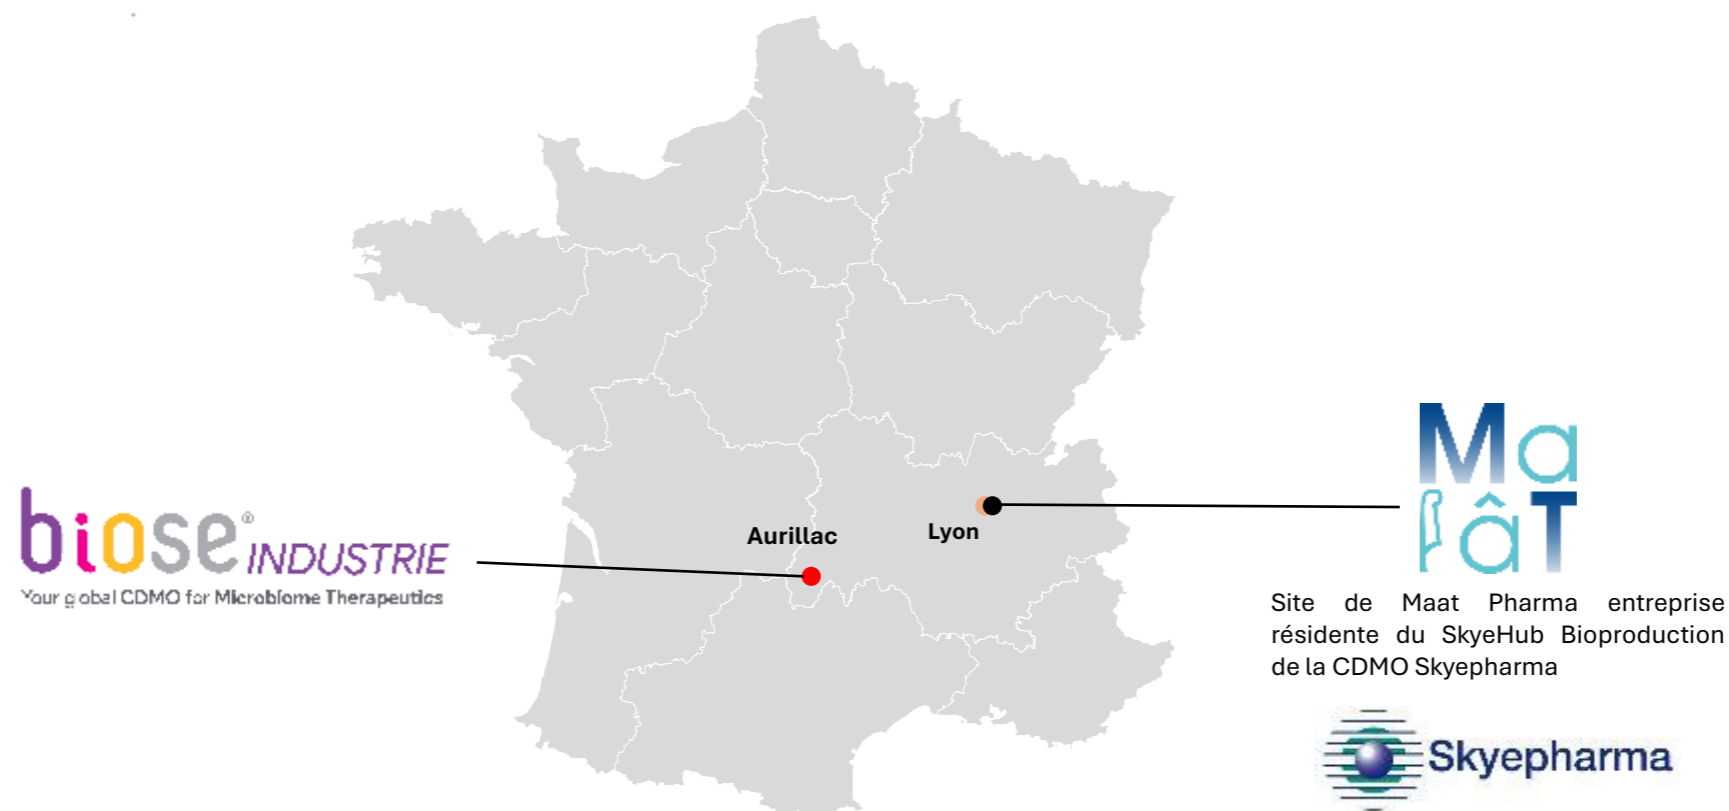 Aurillac
Lyon
biose® INDUSTRIE
Your global CDMO for Microbiome Therapeutics
Ma
âT
Site de Maat Pharma entreprise
résidente du SkyeHub Bioproduction
de la CDMO Skyepharma
Skyepharma